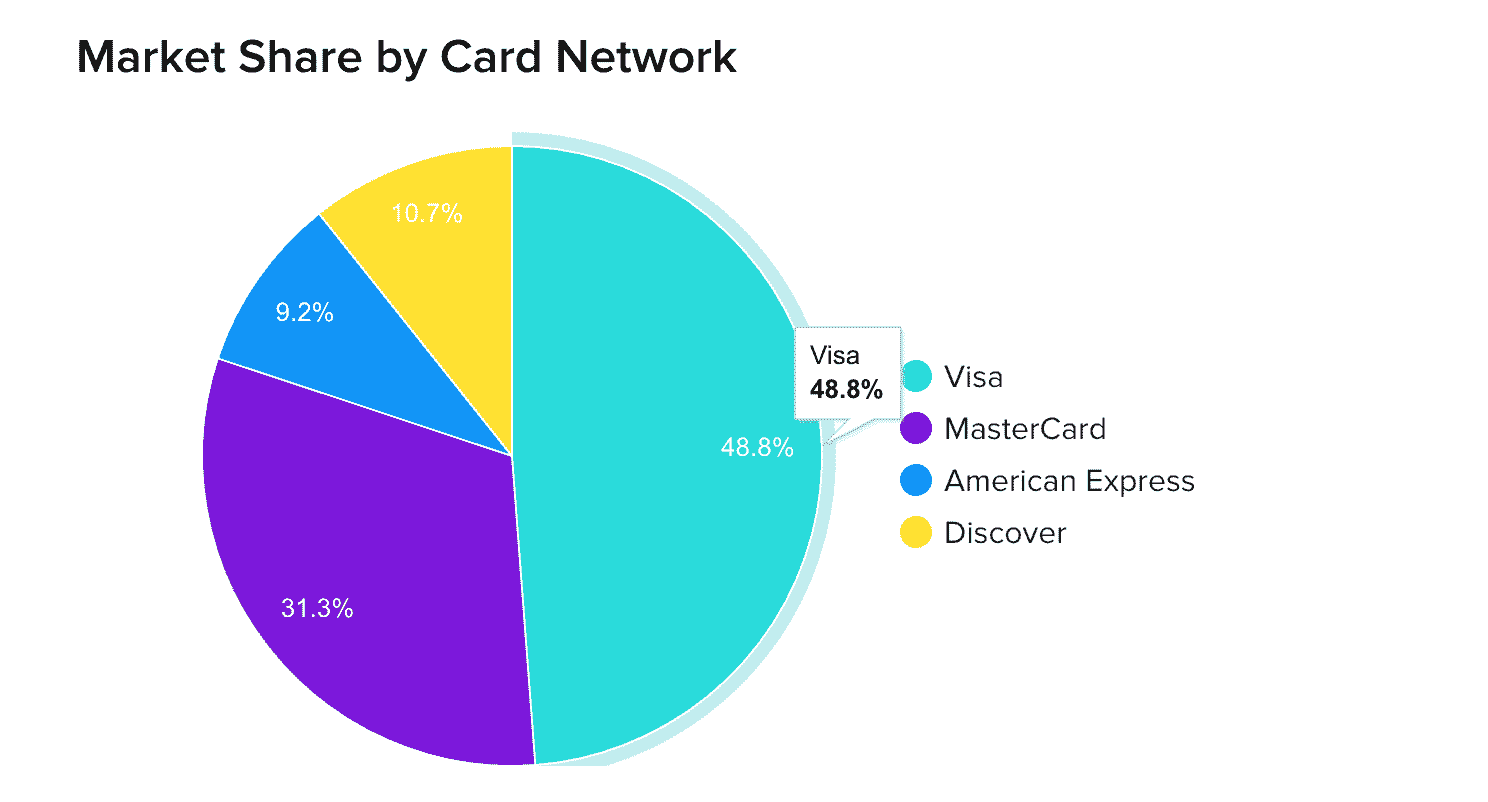 Market Share by Card Network
10.7%
9.2%
31.3%
48.8%
Visa
48.8%
Visa
MasterCard
American Express
Discover